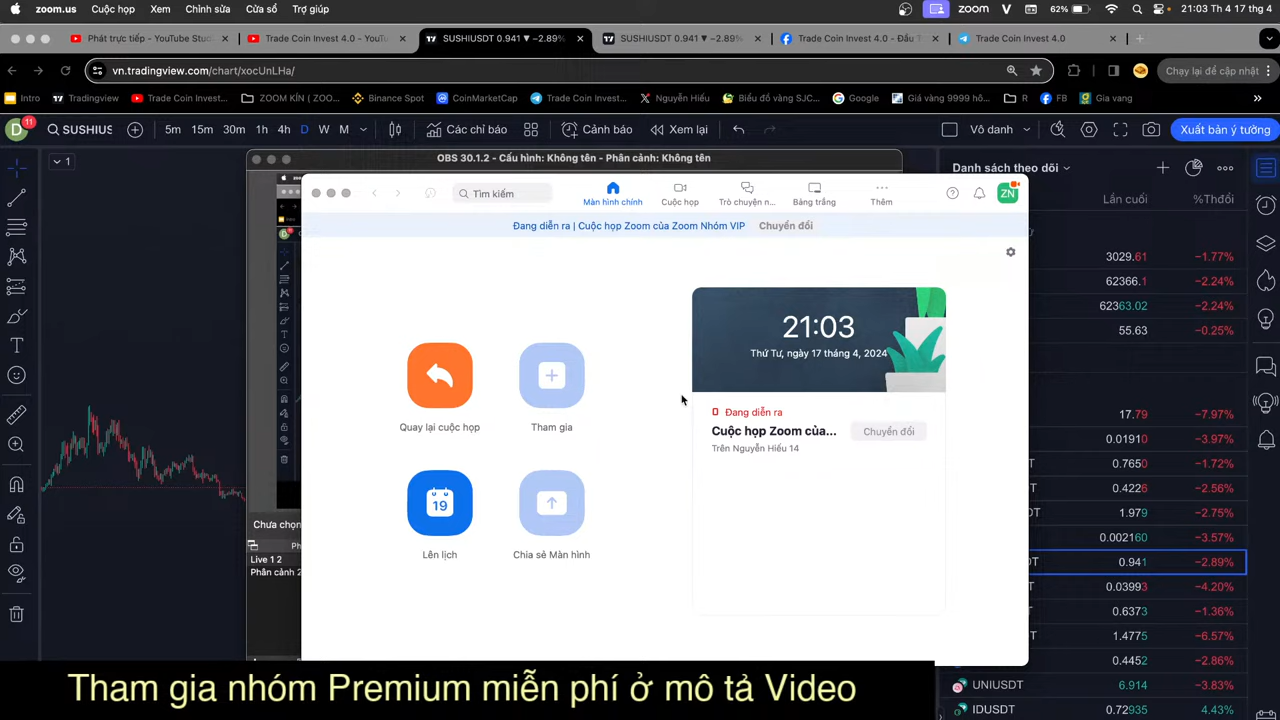 zoom.us Cuộc họp Xem Chỉnh sửa Cửa sổ Trợ giúp
zoom 62% 21:03 Th 4 17 thg 4
Phát trực tiếp - YouTube Stud
Trade Coin Invest 4.0 - YouTu
SUSHIUSDT 0.941 ▼ −2.89%
SUSHIUSDT 0.941 ▼ −2.89%
Trade Coin Invest 4.0 - Đầu T
Trade Coin Invest 4.0
vn.tradingview.com/chart/xocUnLHa/
Chạy lại để cập nhật
Intro
Tradingview
Trade Coin Invest...
ZOOM KÍN ( ZOO...
Binance Spot
CoinMarketCap
Trade Coin Invest...
Nguyễn Hiếu
Biểu đồ vàng SJC...
Google
Giá vàng 9999 hô...
R
FB
Gia vang
D
11
SUSHIUS
5m 15m 30m 1h 4h D W M
Các chỉ báo
Cảnh báo
Xem lại
Vô danh
Xuất bản ý tưởng
1
OBS 30.1.2 - Cấu hình: Không tên - Phân cảnh: Không tên
Danh sách theo dõi
Lần cuối %Thđổi
Tìm kiếm
Màn hình chính
Cuộc họp
Trò chuyện n...
Bảng trắng
Thêm
ZN
Đang diễn ra | Cuộc họp Zoom của Zoom Nhóm VIP Chuyển đổi
3029.61 −1.77%
62366.1 −2.24%
62363.02 −2.24%
55.63 −0.25%
17.79 −7.97%
0.01910 −3.97%
0.7650 −1.72%
0.4226 −2.56%
1.979 −2.75%
0.002160 −3.57%
0.941 −2.89%
0.03993 −4.20%
0.6373 −1.36%
1.4775 −6.57%
0.4452 −2.86%
UNIUSDT 6.914 −3.83%
IDUSDT 0.72935 4.43%
21:03
Thứ Tư, ngày 17 tháng 4, 2024
Đang diễn ra
Cuộc họp Zoom của...
Chuyển đổi
Trên Nguyễn Hiếu 14
Quay lại cuộc họp
Tham gia
19
Lên lịch
Chia sẻ Màn hình
Chưa chọn
Live 1 2
Phân cảnh 2
Tham gia nhóm Premium miễn phí ở mô tả Video